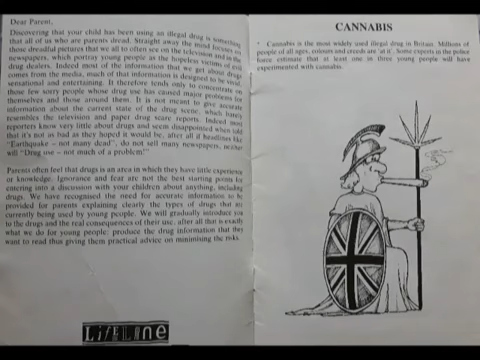 Dear Parent,
Discovering that your child has been using an illegal drug is something
that all of us who are parents dread. Straight away the mind focuses on
those dreadful pictures that we all to often see on the television and in the
newspapers, which portray young people as the hopeless victims of evil
drug dealers. Indeed most of the information that we get about drugs
comes from the media, much of that information is designed to be vivid,
sensational and entertaining. It therefore tends only to concentrate on
those few sorry people whose drug use has caused major problems for
themselves and those around them. It is not meant to give accurate
information about the current state of the drug scene, which barely
resembles the television and paper drug scare reports. Indeed most
reporters know very little about drugs and seem disappointed when told
that it's not as bad as they hoped it would be, after all if headlines like
"Earthquake - not many dead", do not sell many newspapers, neither
will "Drug use - not much of a problem!"
Parents often feel that drugs is an area in which they have little experience
or knowledge. Ignorance and fear are not the best starting points for
entering into a discussion with your children about anything, including
drugs. We have recognised the need for accurate information to be
provided for parents explaining clearly the types of drugs that are
currently being used by young people. We will gradually introduce you
to the drugs and the real consequences of their use, after all that is exactly
what we do for young people: produce the drug information that they
want to read thus giving them practical advice on minimising the risks.
LIFELINE
CANNABIS
* Cannabis is the most widely used illegal drug in Britain. Millions of
people of all ages, colours and creeds are 'at it'. Some experts in the police
force estimate that at least one in three young people will have
experimented with cannabis.